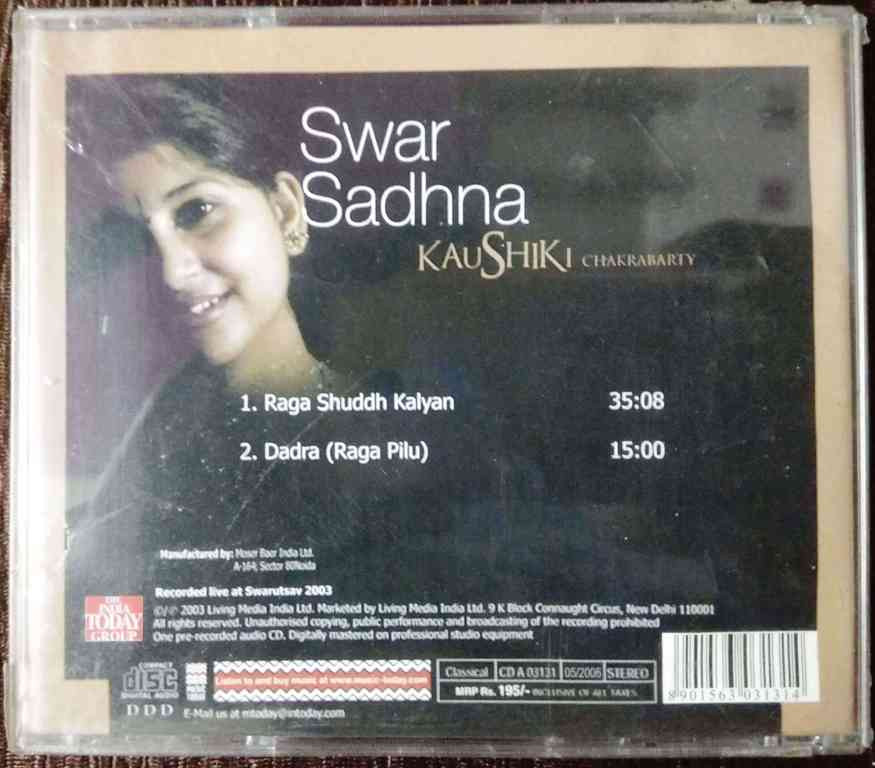 Swar
Sadhna
KAUSHIKI CHAKRABARTY
1. Raga Shuddh Kalyan 35:08
2. Dadra (Raga Pilu) 15:00
Manufactured by: Moser Baer India Ltd.
A-164, Sector 80Noida
Recorded live at Swarutsav 2003
©/℗ 2003 Living Media India Ltd. Marketed by Living Media India Ltd. 9 K Block Connaught Circus, New Delhi 110001
All rights reserved. Unauthorised copying, public performance and broadcasting of the recording prohibited
One pre-recorded audio CD. Digitally mastered on professional studio equipment
THE
INDIA
TODAY
GROUP
COMPACT
disc
DIGITAL AUDIO
DDD
Listen to and buy music at www.music-today.com
E-Mail us at mtoday@intoday.com
Classical CD A 03131 05/2006 STEREO
MRP Rs. 195/- INCLUSIVE OF ALL TAXES
8 901563 031314